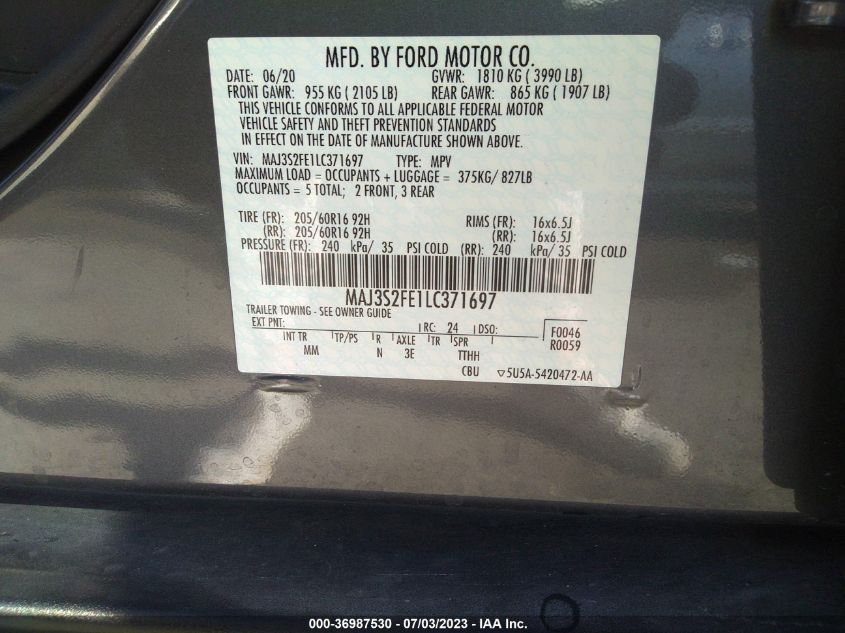 MFD. BY FORD MOTOR CO.
DATE: 06/20 GVWR: 1810 KG ( 3990 LB)
FRONT GAWR: 955 KG ( 2105 LB) REAR GAWR: 865 KG ( 1907 LB)
THIS VEHICLE CONFORMS TO ALL APPLICABLE FEDERAL MOTOR
VEHICLE SAFETY AND THEFT PREVENTION STANDARDS
IN EFFECT ON THE DATE OF MANUFACTURE SHOWN ABOVE.
VIN: MAJ3S2FE1LC371697 TYPE: MPV
MAXIMUM LOAD = OCCUPANTS + LUGGAGE = 375KG/ 827LB
OCCUPANTS = 5 TOTAL; 2 FRONT, 3 REAR
TIRE (FR): 205/60R16 92H RIMS (FR): 16x6.5J
(RR): 205/60R16 92H (RR): 16x6.5J
PRESSURE (FR): 240 kPa/ 35 PSI COLD (RR): 240 kPa/ 35 PSI COLD
MAJ3S2FE1LC371697
TRAILER TOWING - SEE OWNER GUIDE
EXT PNT: RC: 24 DSO: F0046
INT TR TP/PS R AXLE TR SPR R0059
MM N 3E TTHH
CBU ▽5U5A-5420472-AA
000-36987530 - 07/03/2023 - IAA Inc.